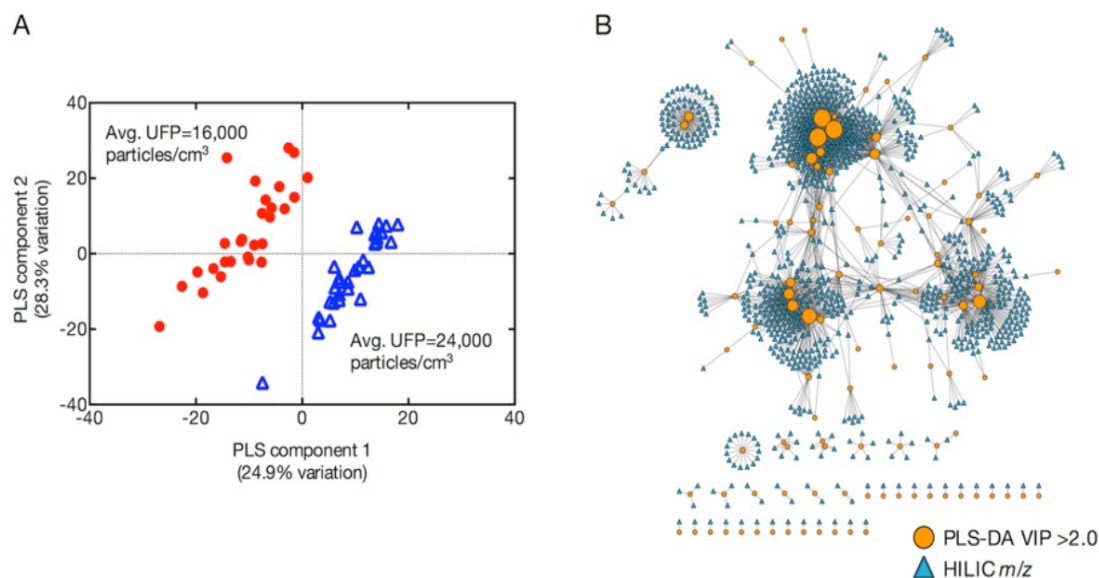 A
B
Avg. UFP=16,000
particles/cm³
Avg. UFP=24,000
particles/cm³
40
20
0
-20
-40
-40
-20
0
20
40
PLS component 2
(28.3% variation)
PLS component 1
(24.9% variation)
PLS-DA VIP >2.0
HILIC m/z